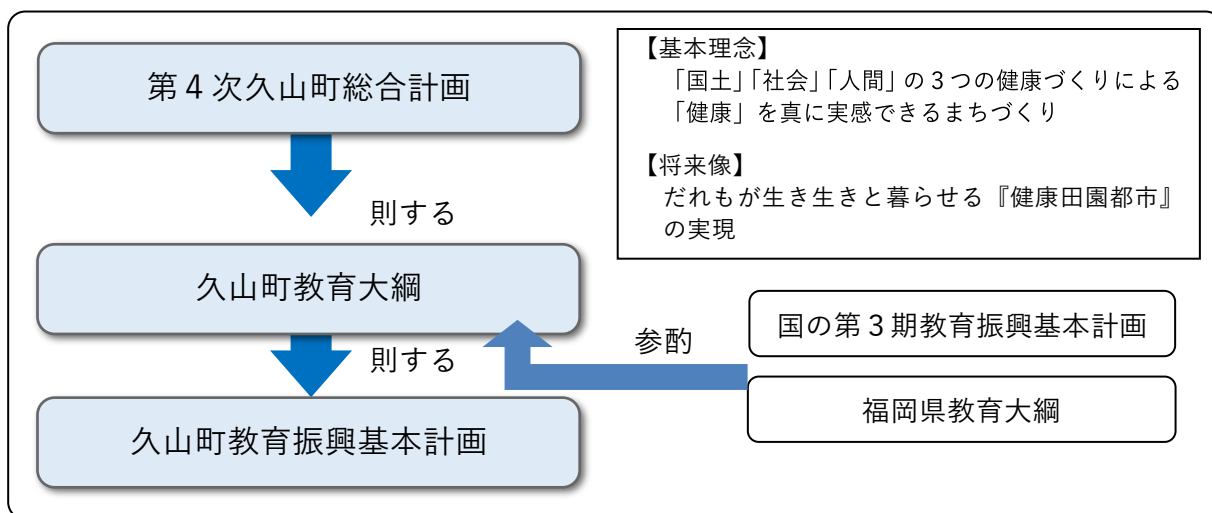 第4次久山町総合計画
【基本理念】
「国土」「社会」「人間」の3つの健康づくりによる
「健康」を真に実感できるまちづくり
【将来像】
だれもが生き生きと暮らせる『健康田園都市』
の実現
則する
久山町教育大綱
国の第3期教育振興基本計画
参酌
則する
福岡県教育大綱
久山町教育振興基本計画